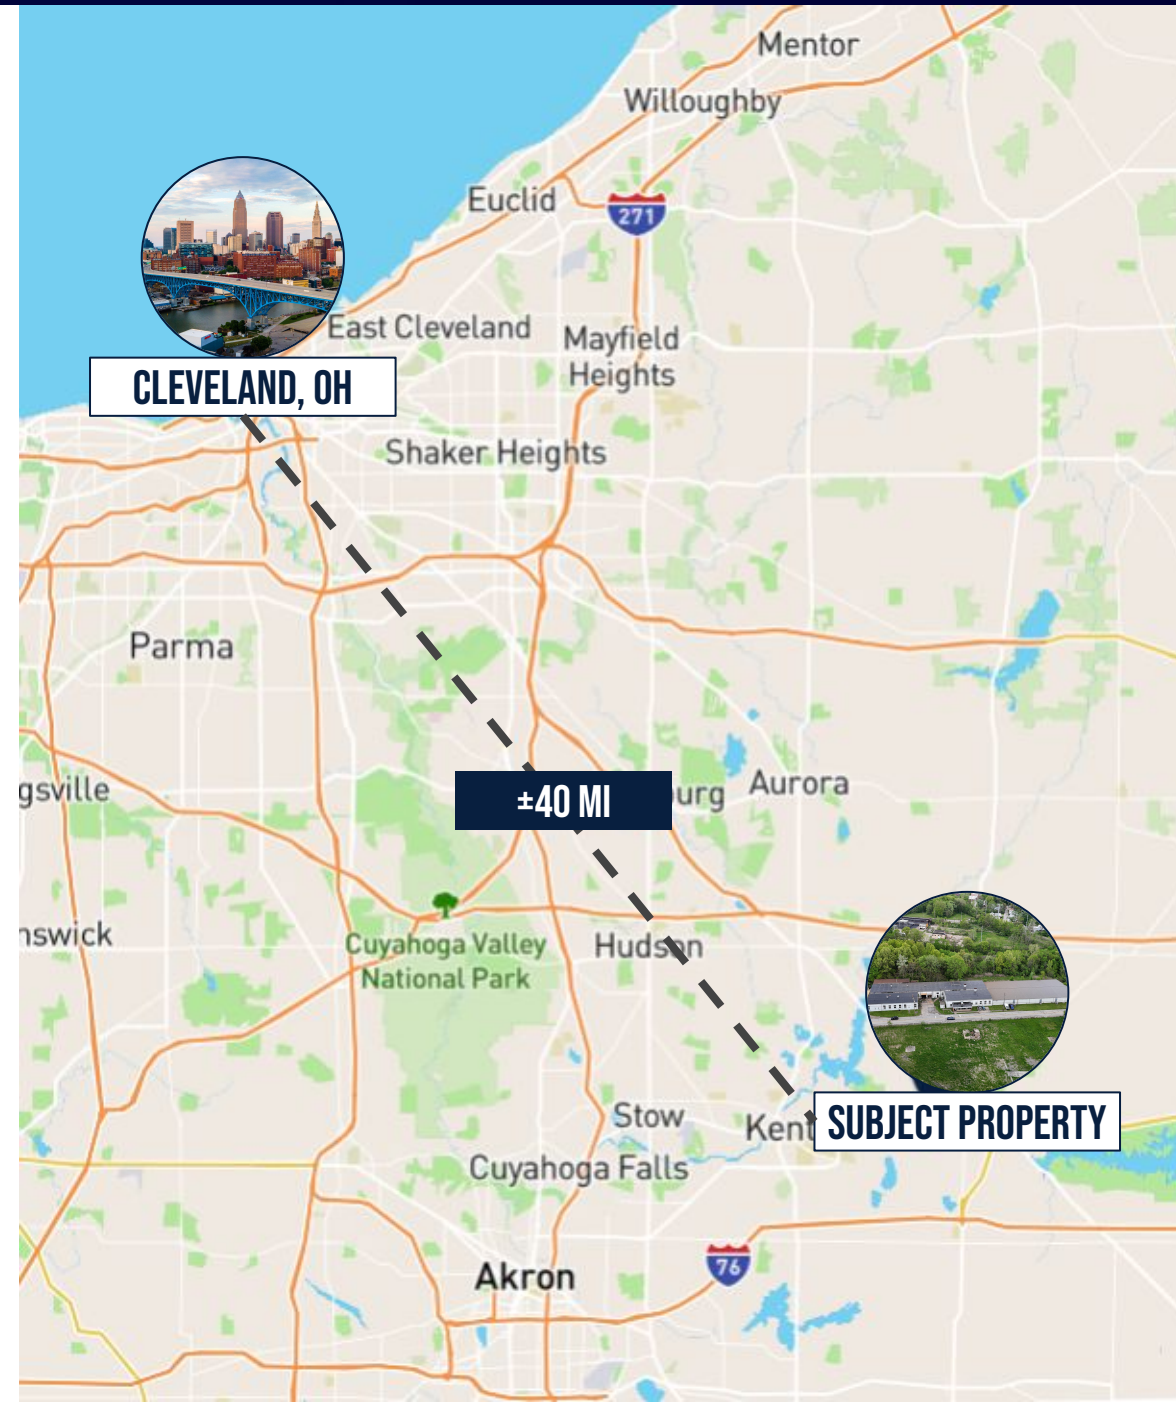 Mentor
Willoughby
Euclid
271
East Cleveland
Mayfield
Heights
CLEVELAND, OH
Shaker Heights
Parma
gsville
±40 MI
urg
Aurora
nswick
Cuyahoga Valley
National Park
Hudson
Stow
Kent
SUBJECT PROPERTY
Cuyahoga Falls
Akron
76